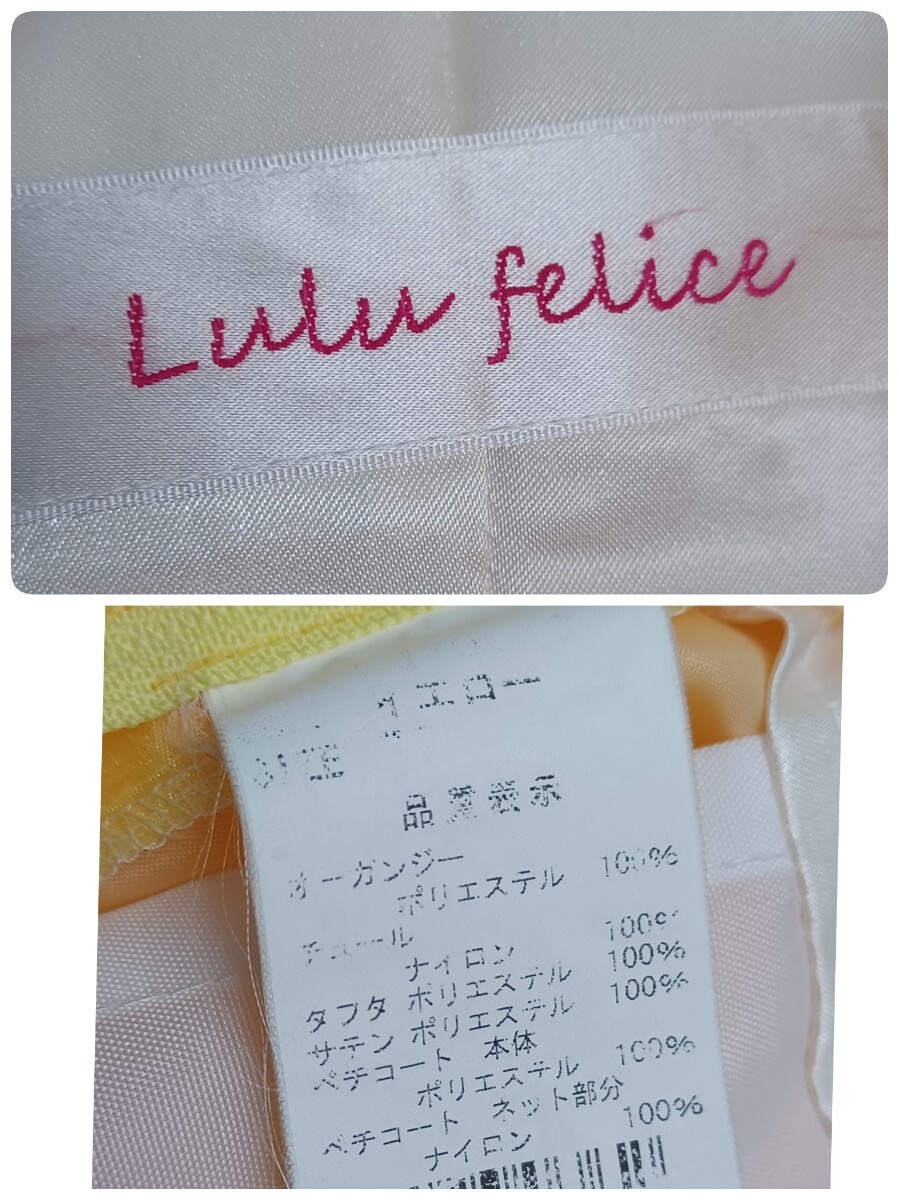 Lulu felice
イエロー
SIZE
品質表示
オーガンジー
ポリエステル 100%
チュール
ナイロン 100%
タフタ ポリエステル 100%
サテン ポリエステル 100%
ペチコート 本体
ポリエステル 100%
ペチコート ネット部分
ナイロン 100%